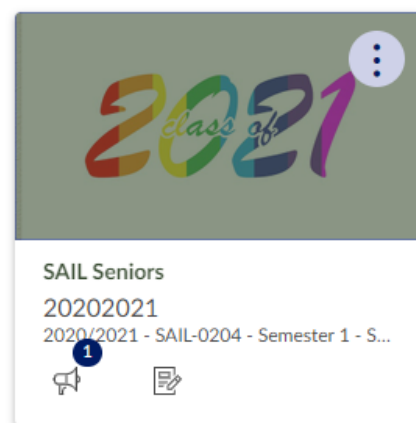 2021
class of
SAIL Seniors
20202021
2020/2021 - SAIL-0204 - Semester 1 - S...
1